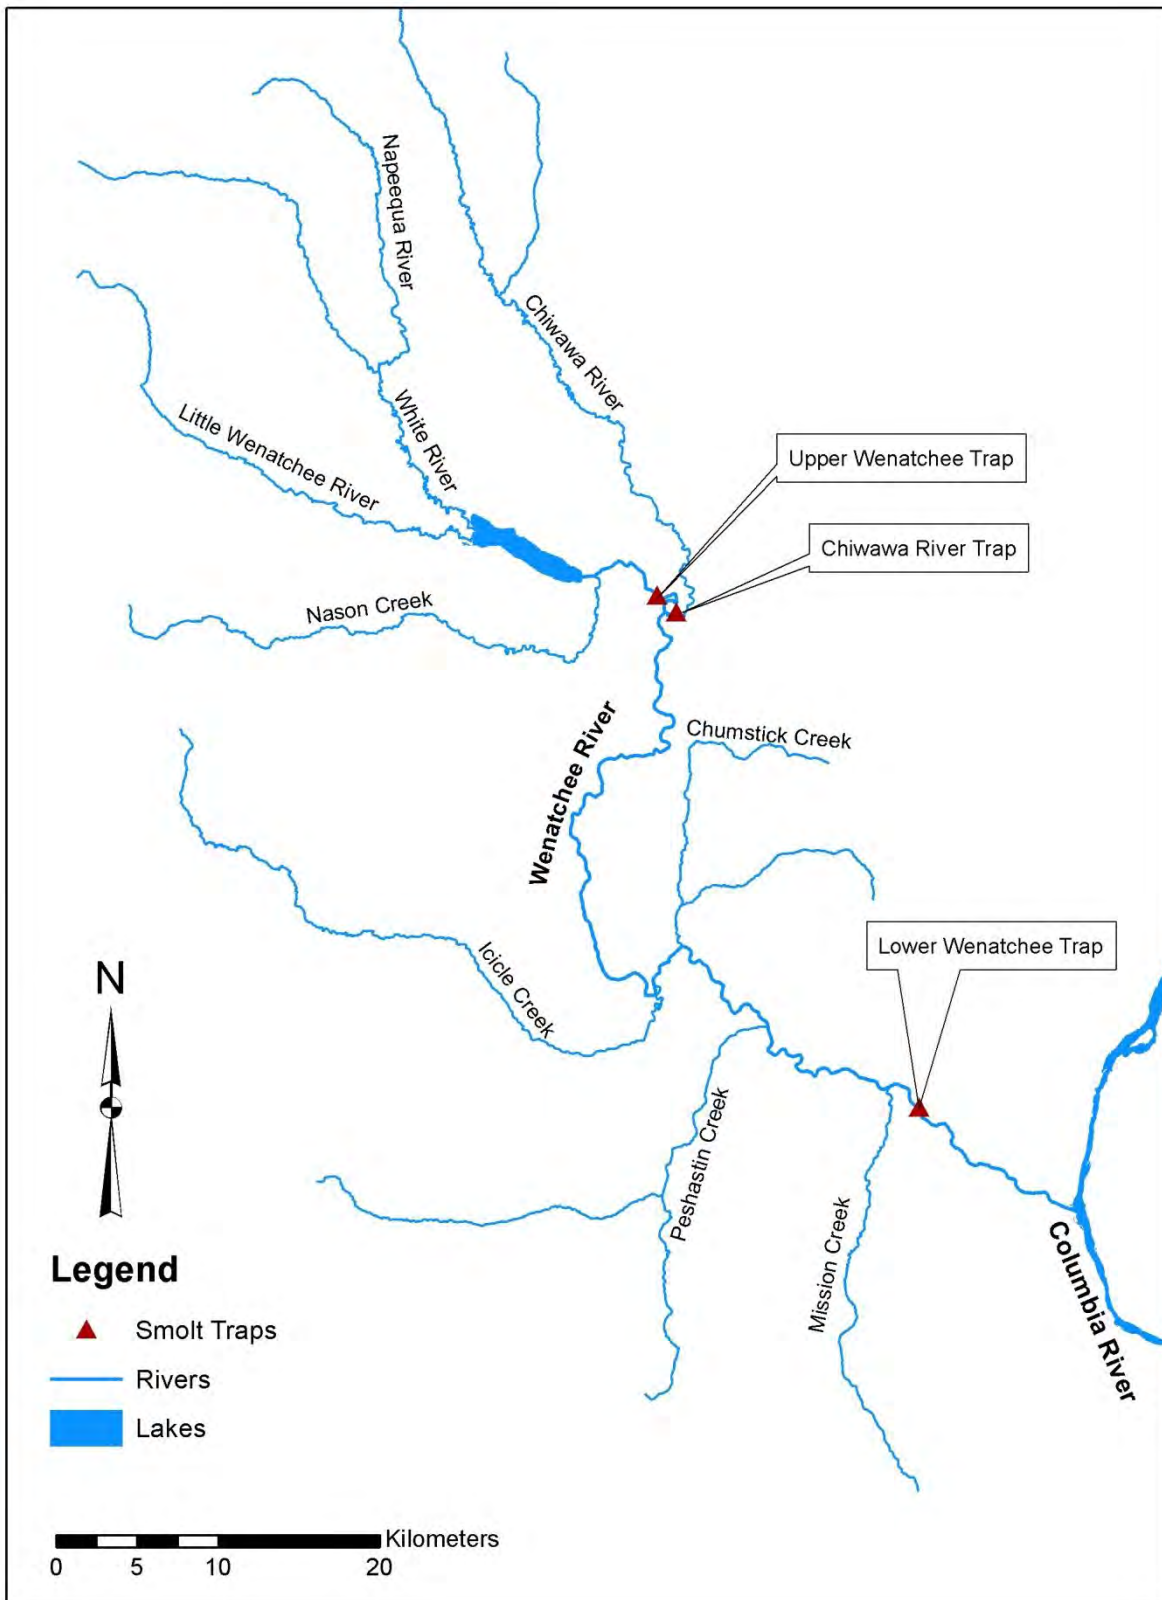 Napeequa River
Chiwawa River
White River
Little Wenatchee River
Upper Wenatchee Trap
Chiwawa River Trap
Nason Creek
Wenatchee River
Chumstick Creek
Icicle Creek
Lower Wenatchee Trap
N
Peshastin Creek
Mission Creek
Columbia River
Legend
Smolt Traps
Rivers
Lakes
Kilometers
0 5 10 20